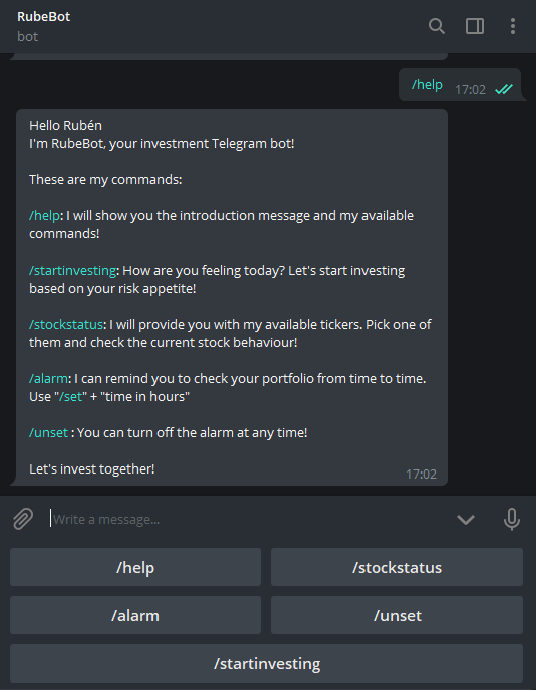 RubeBot
bot
/help 17:02
Hello Rubén
I'm RubeBot, your investment Telegram bot!
These are my commands:
/help: I will show you the introduction message and my available
commands!
/startinvesting: How are you feeling today? Let's start investing
based on your risk appetite!
/stockstatus: I will provide you with my available tickers. Pick one of
them and check the current stock behaviour!
/alarm: I can remind you to check your portfolio from time to time.
Use "/set" + "time in hours"
/unset : You can turn off the alarm at any time!
Let's invest together!
17:02
Write a message...
/help
/stockstatus
/alarm
/unset
/startinvesting